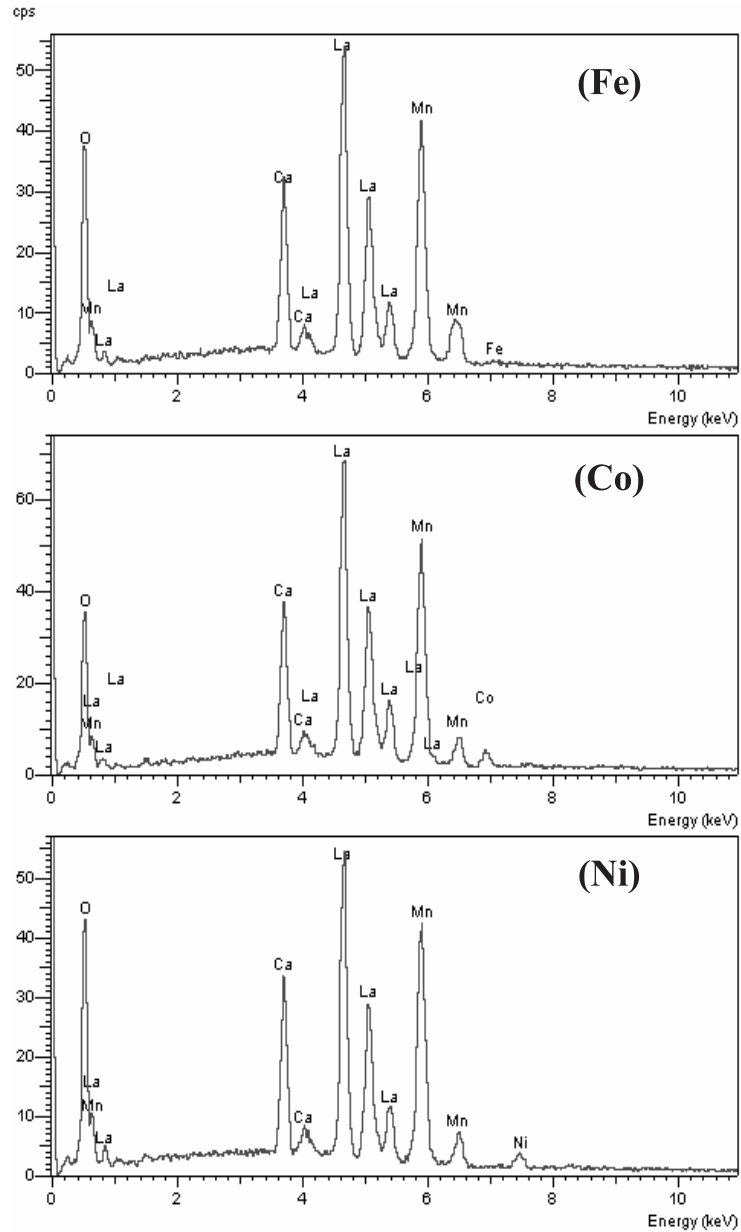 cps
La
50
(Fe)
Mn
40
O
Ca
30
La
20
La
La
10
Mn
La
Ca
Mn
La
Fe
0
0 2 4 6 8 10
Energy (keV)
La
(Co)
60
Mn
40
Ca
O
La
La
La
20
La
La
La
Co
Mn
Ca
Mn
La
La
0
0 2 4 6 8 10
Energy (keV)
La
50
(Ni)
O
Mn
40
Ca
30
La
20
La
La
Mn
10
Ca
Mn
La
Ni
0
0 2 4 6 8 10
Energy (keV)